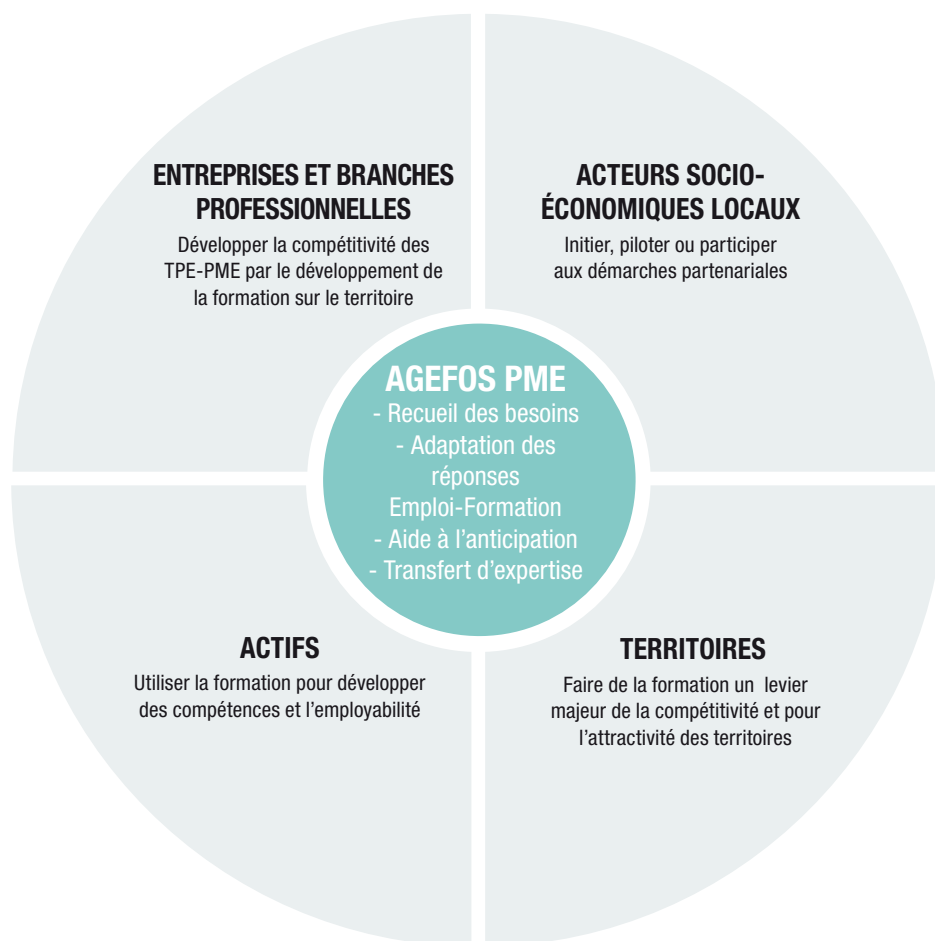 ENTREPRISES ET BRANCHES
PROFESSIONNELLES
Développer la compétitivité des
TPE-PME par le développement de
la formation sur le territoire
ACTEURS SOCIO-
ÉCONOMIQUES LOCAUX
Initier, piloter ou participer
aux démarches partenariales
AGEFOS PME
- Recueil des besoins
- Adaptation des
réponses
Emploi-Formation
- Aide à l’anticipation
- Transfert d’expertise
ACTIFS
Utiliser la formation pour développer
des compétences et l’employabilité
TERRITOIRES
Faire de la formation un levier
majeur de la compétitivité et pour
l’attractivité des territoires